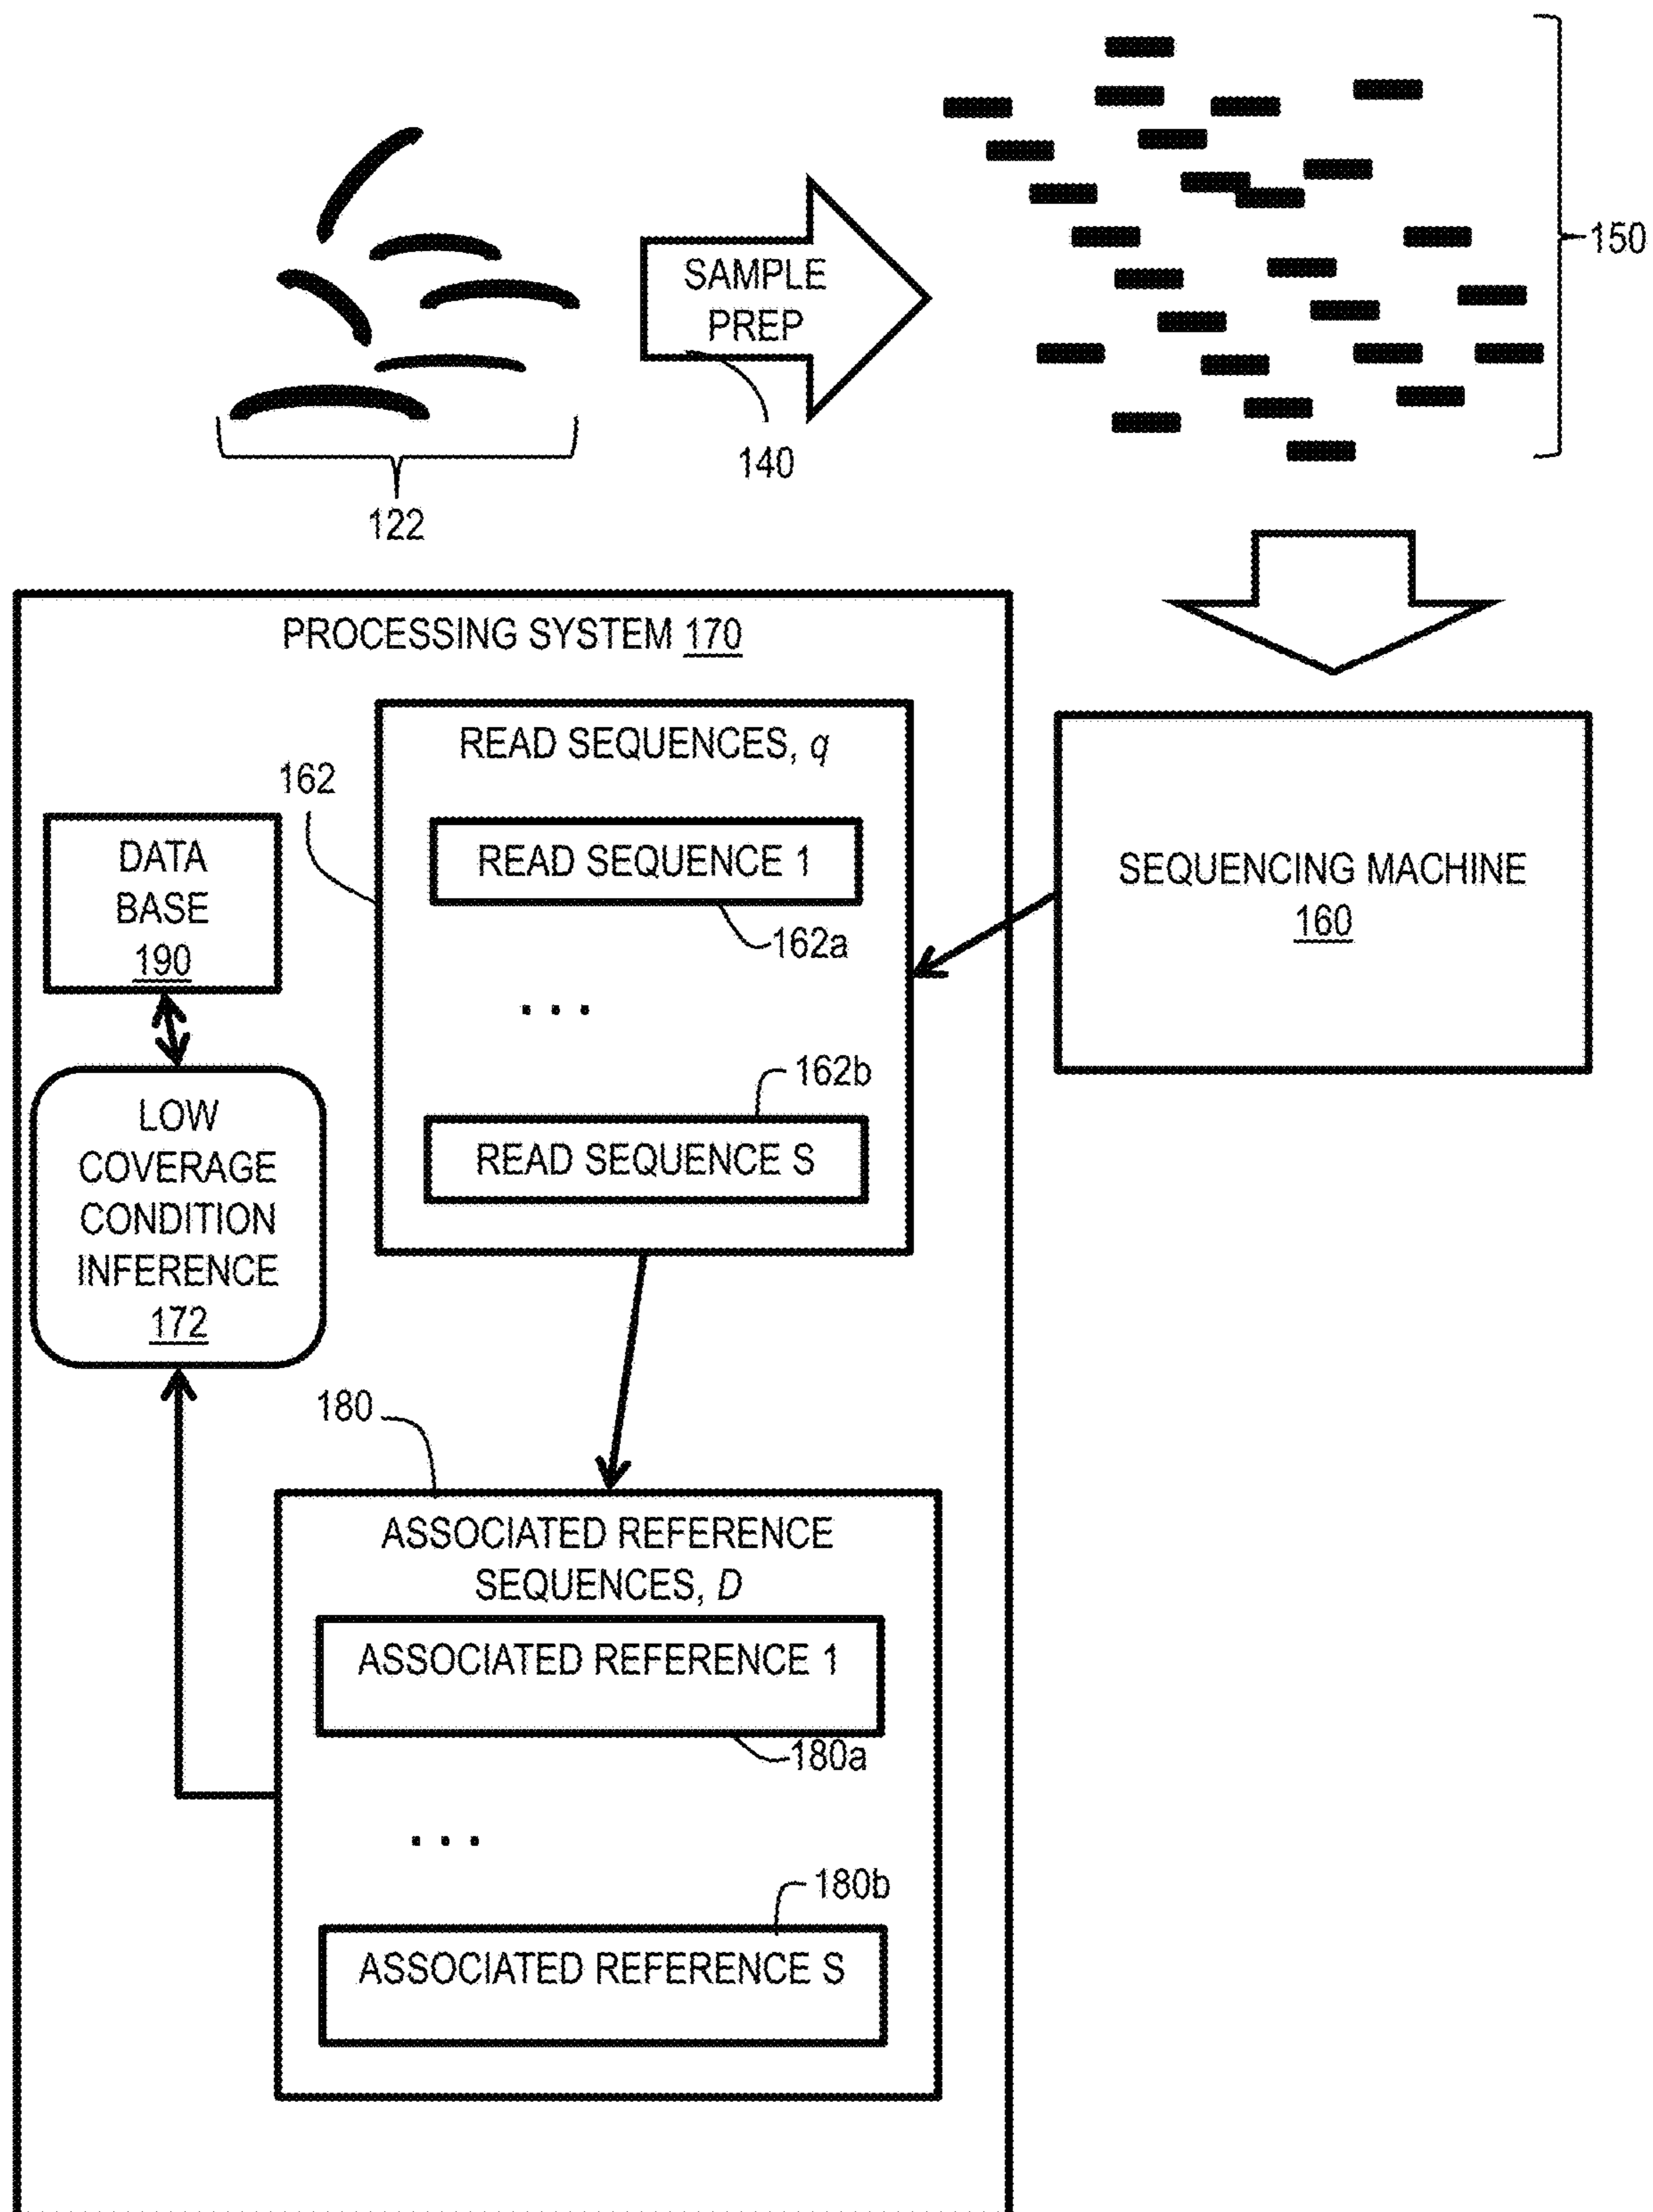 150
SAMPLE
PREP
140
122
PROCESSING SYSTEM 170
READ SEQUENCES, q
162
READ SEQUENCE 1
162a
. . .
162b
READ SEQUENCE S
DATA
BASE
190
LOW
COVERAGE
CONDITION
INFERENCE
172
SEQUENCING MACHINE
160
180
ASSOCIATED REFERENCE
SEQUENCES, D
ASSOCIATED REFERENCE 1
180a
. . .
180b
ASSOCIATED REFERENCE S